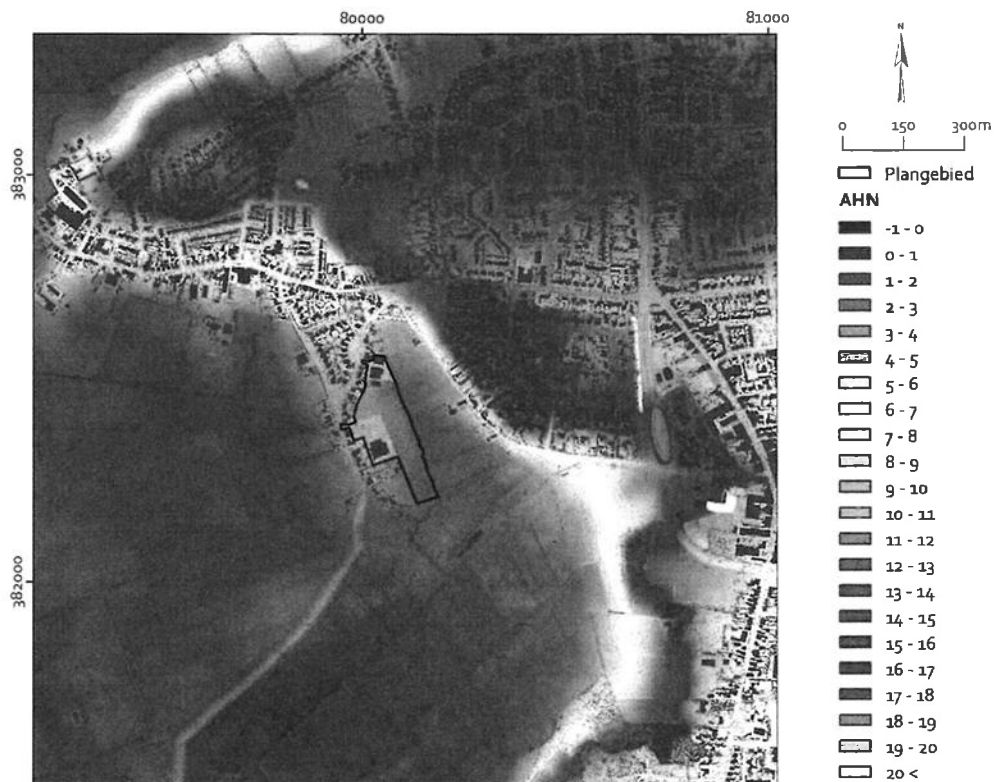 80000
81000
383000
382000
N
0 150 300m
Plangebied
AHN
-1 - 0
0 - 1
1 - 2
2 - 3
3 - 4
4 - 5
5 - 6
6 - 7
7 - 8
8 - 9
9 - 10
10 - 11
11 - 12
12 - 13
13 - 14
14 - 15
15 - 16
16 - 17
17 - 18
18 - 19
19 - 20
20 <